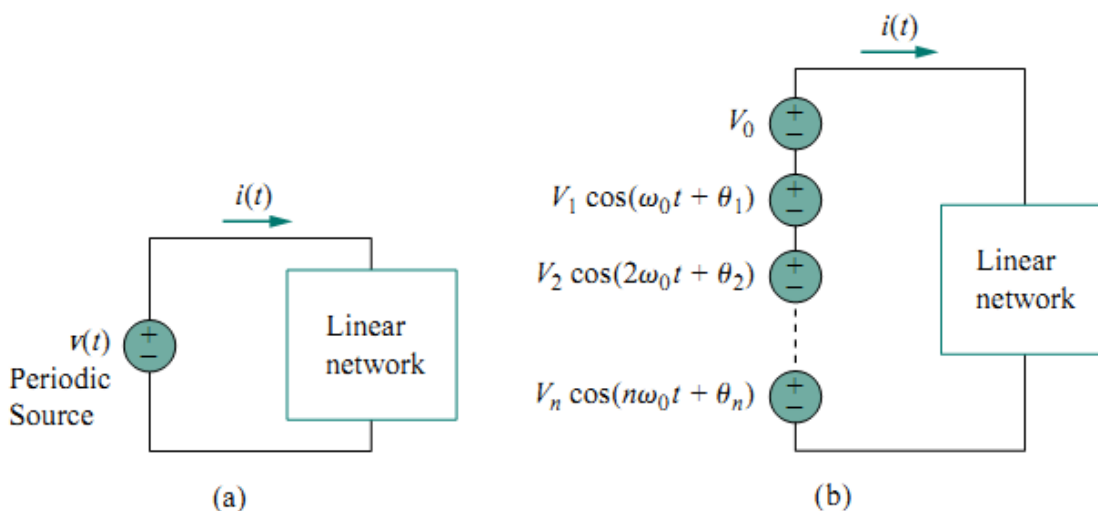 i(t)
v(t)
Periodic
Source
+
−
Linear
network
(a)
i(t)
V₀
+
−
V₁ cos(ω₀t + θ₁)
+
−
V₂ cos(2ω₀t + θ₂)
+
−
Vₙ cos(nω₀t + θₙ)
+
−
Linear
network
(b)